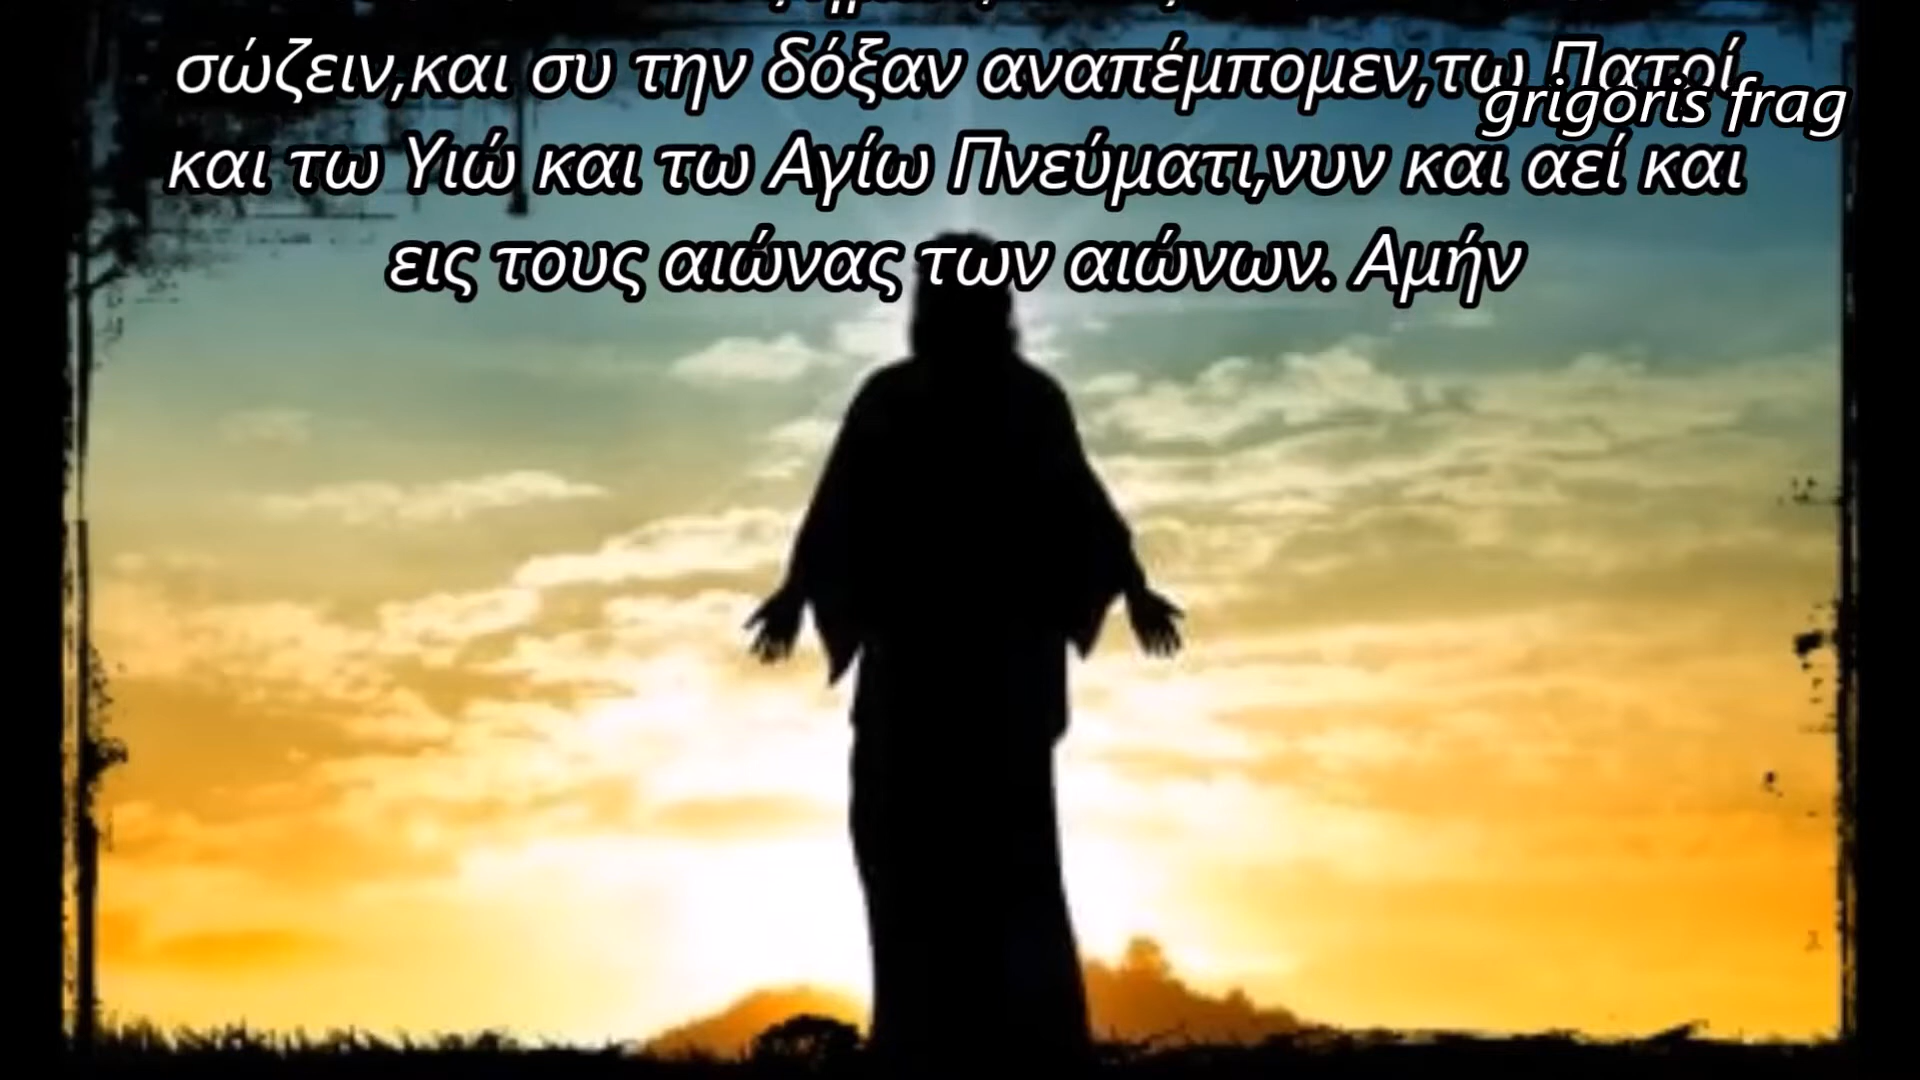 σώζειν,και συ την δόξαν αναπέμπομεν,τω Πατρί
grigoris frag
και τω Υιώ και τω Αγίω Πνεύματι,νυν και αεί και
εις τους αιώνας των αιώνων. Αμήν